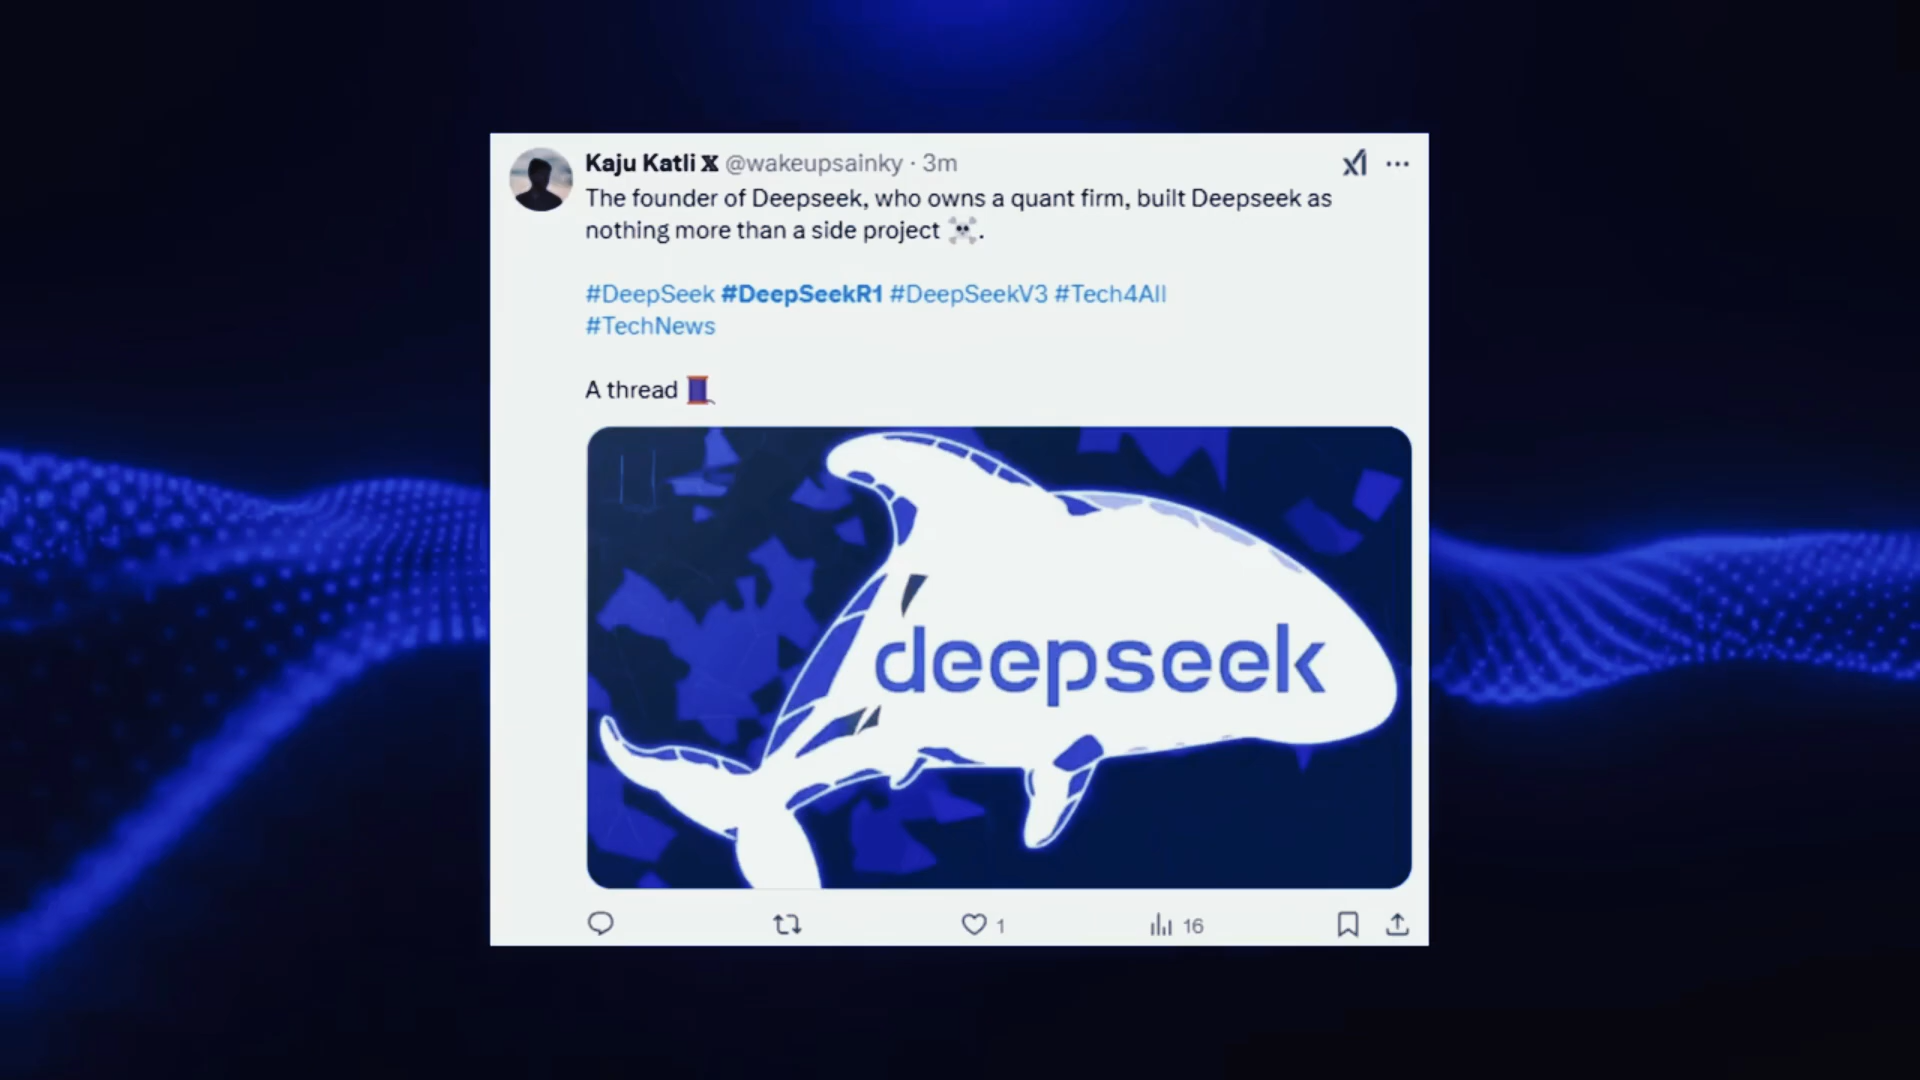 Kaju Katli 𝕏 @wakeupsainky · 3m
The founder of Deepseek, who owns a quant firm, built Deepseek as
nothing more than a side project ☠️.
#DeepSeek #DeepSeekR1 #DeepSeekV3 #Tech4All
#TechNews
A thread 🧵
deepseek
1 16